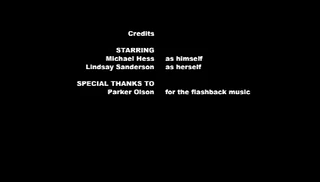 Credits
STARRING
Michael Hess as himself
Lindsay Sanderson as herself
SPECIAL THANKS TO
Parker Olson for the flashback music